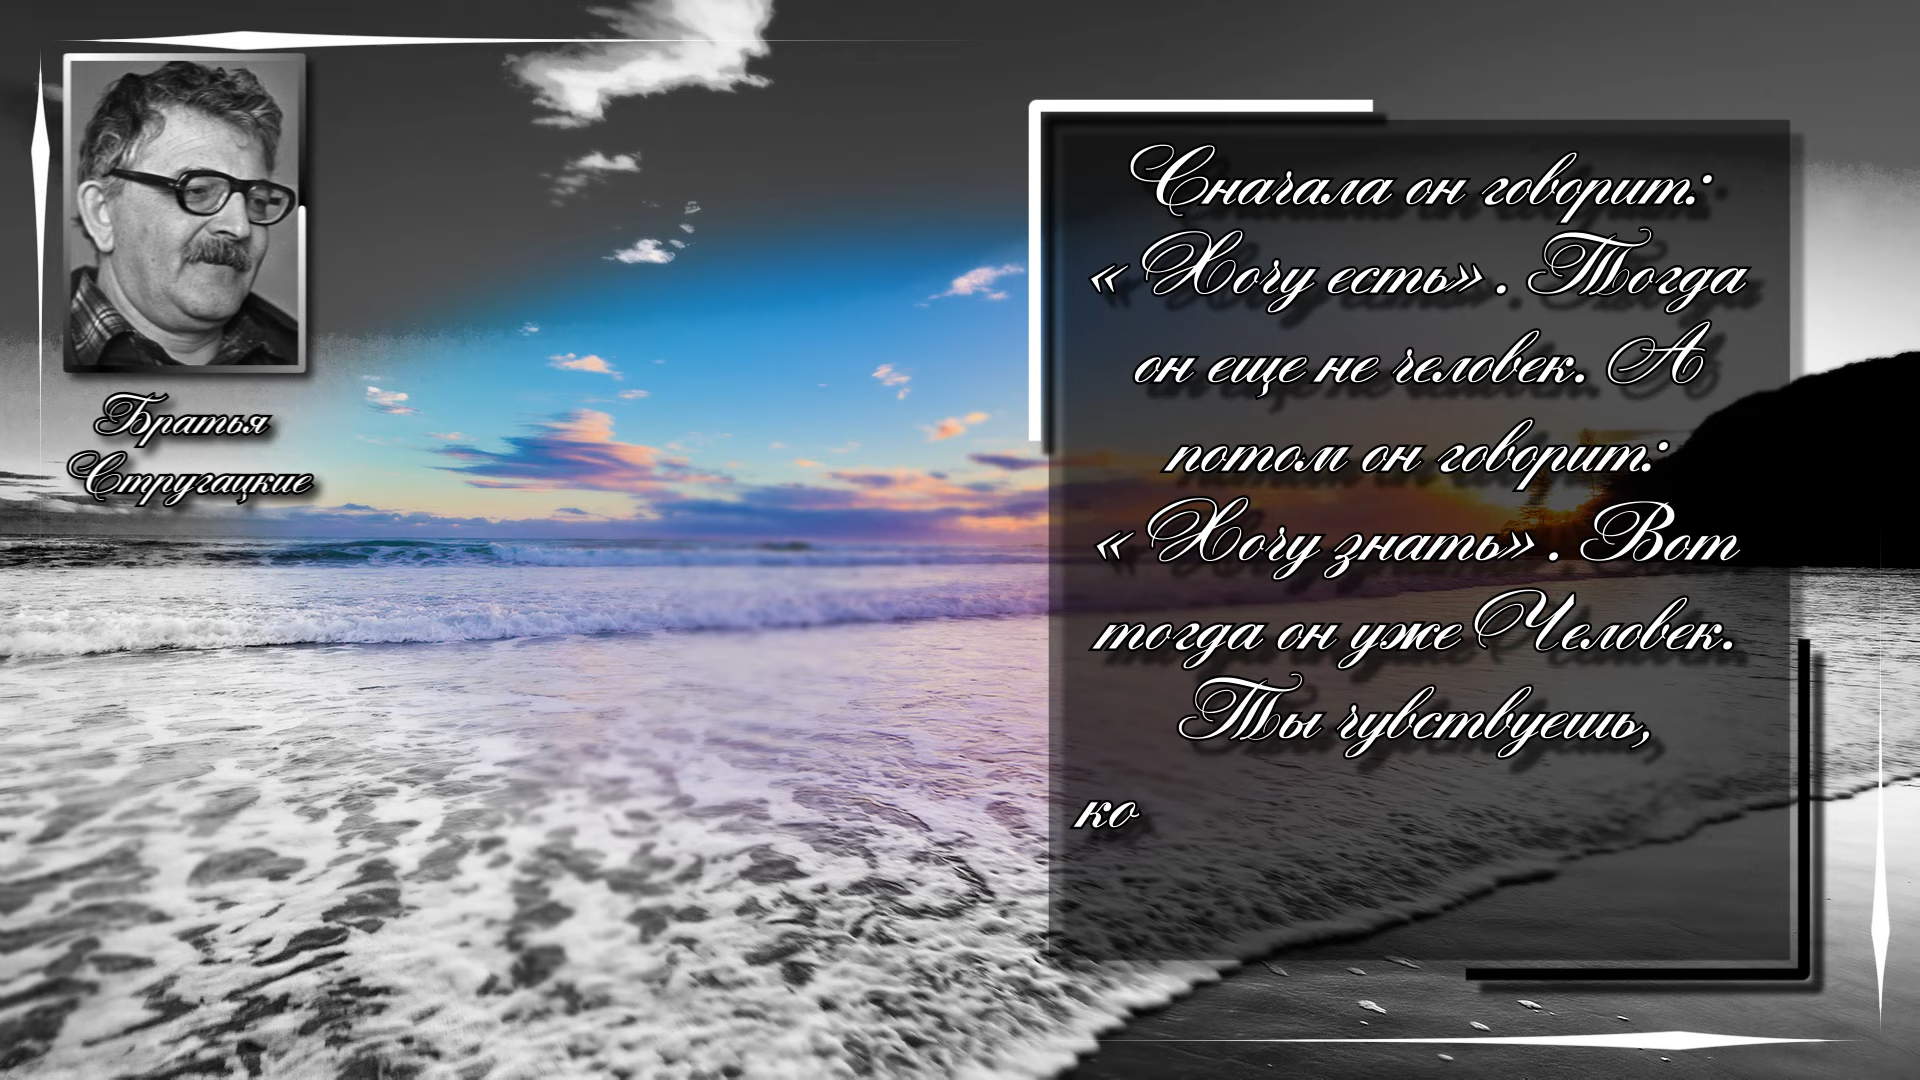 Братья
Стругацкие
Сначала он говорит:
«Хочу есть». Тогда
он еще не человек. А
потом он говорит:
«Хочу знать». Вот
тогда он уже Человек.
Ты чувствуешь,
ко